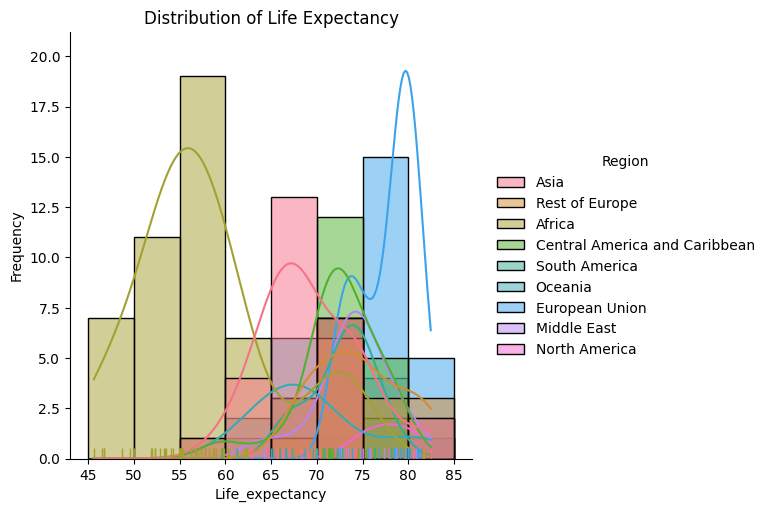 Distribution of Life Expectancy
20.0
17.5
15.0
12.5
10.0
7.5
5.0
2.5
0.0
Frequency
45 50 55 60 65 70 75 80 85
Life_expectancy
Region
Asia
Rest of Europe
Africa
Central America and Caribbean
South America
Oceania
European Union
Middle East
North America